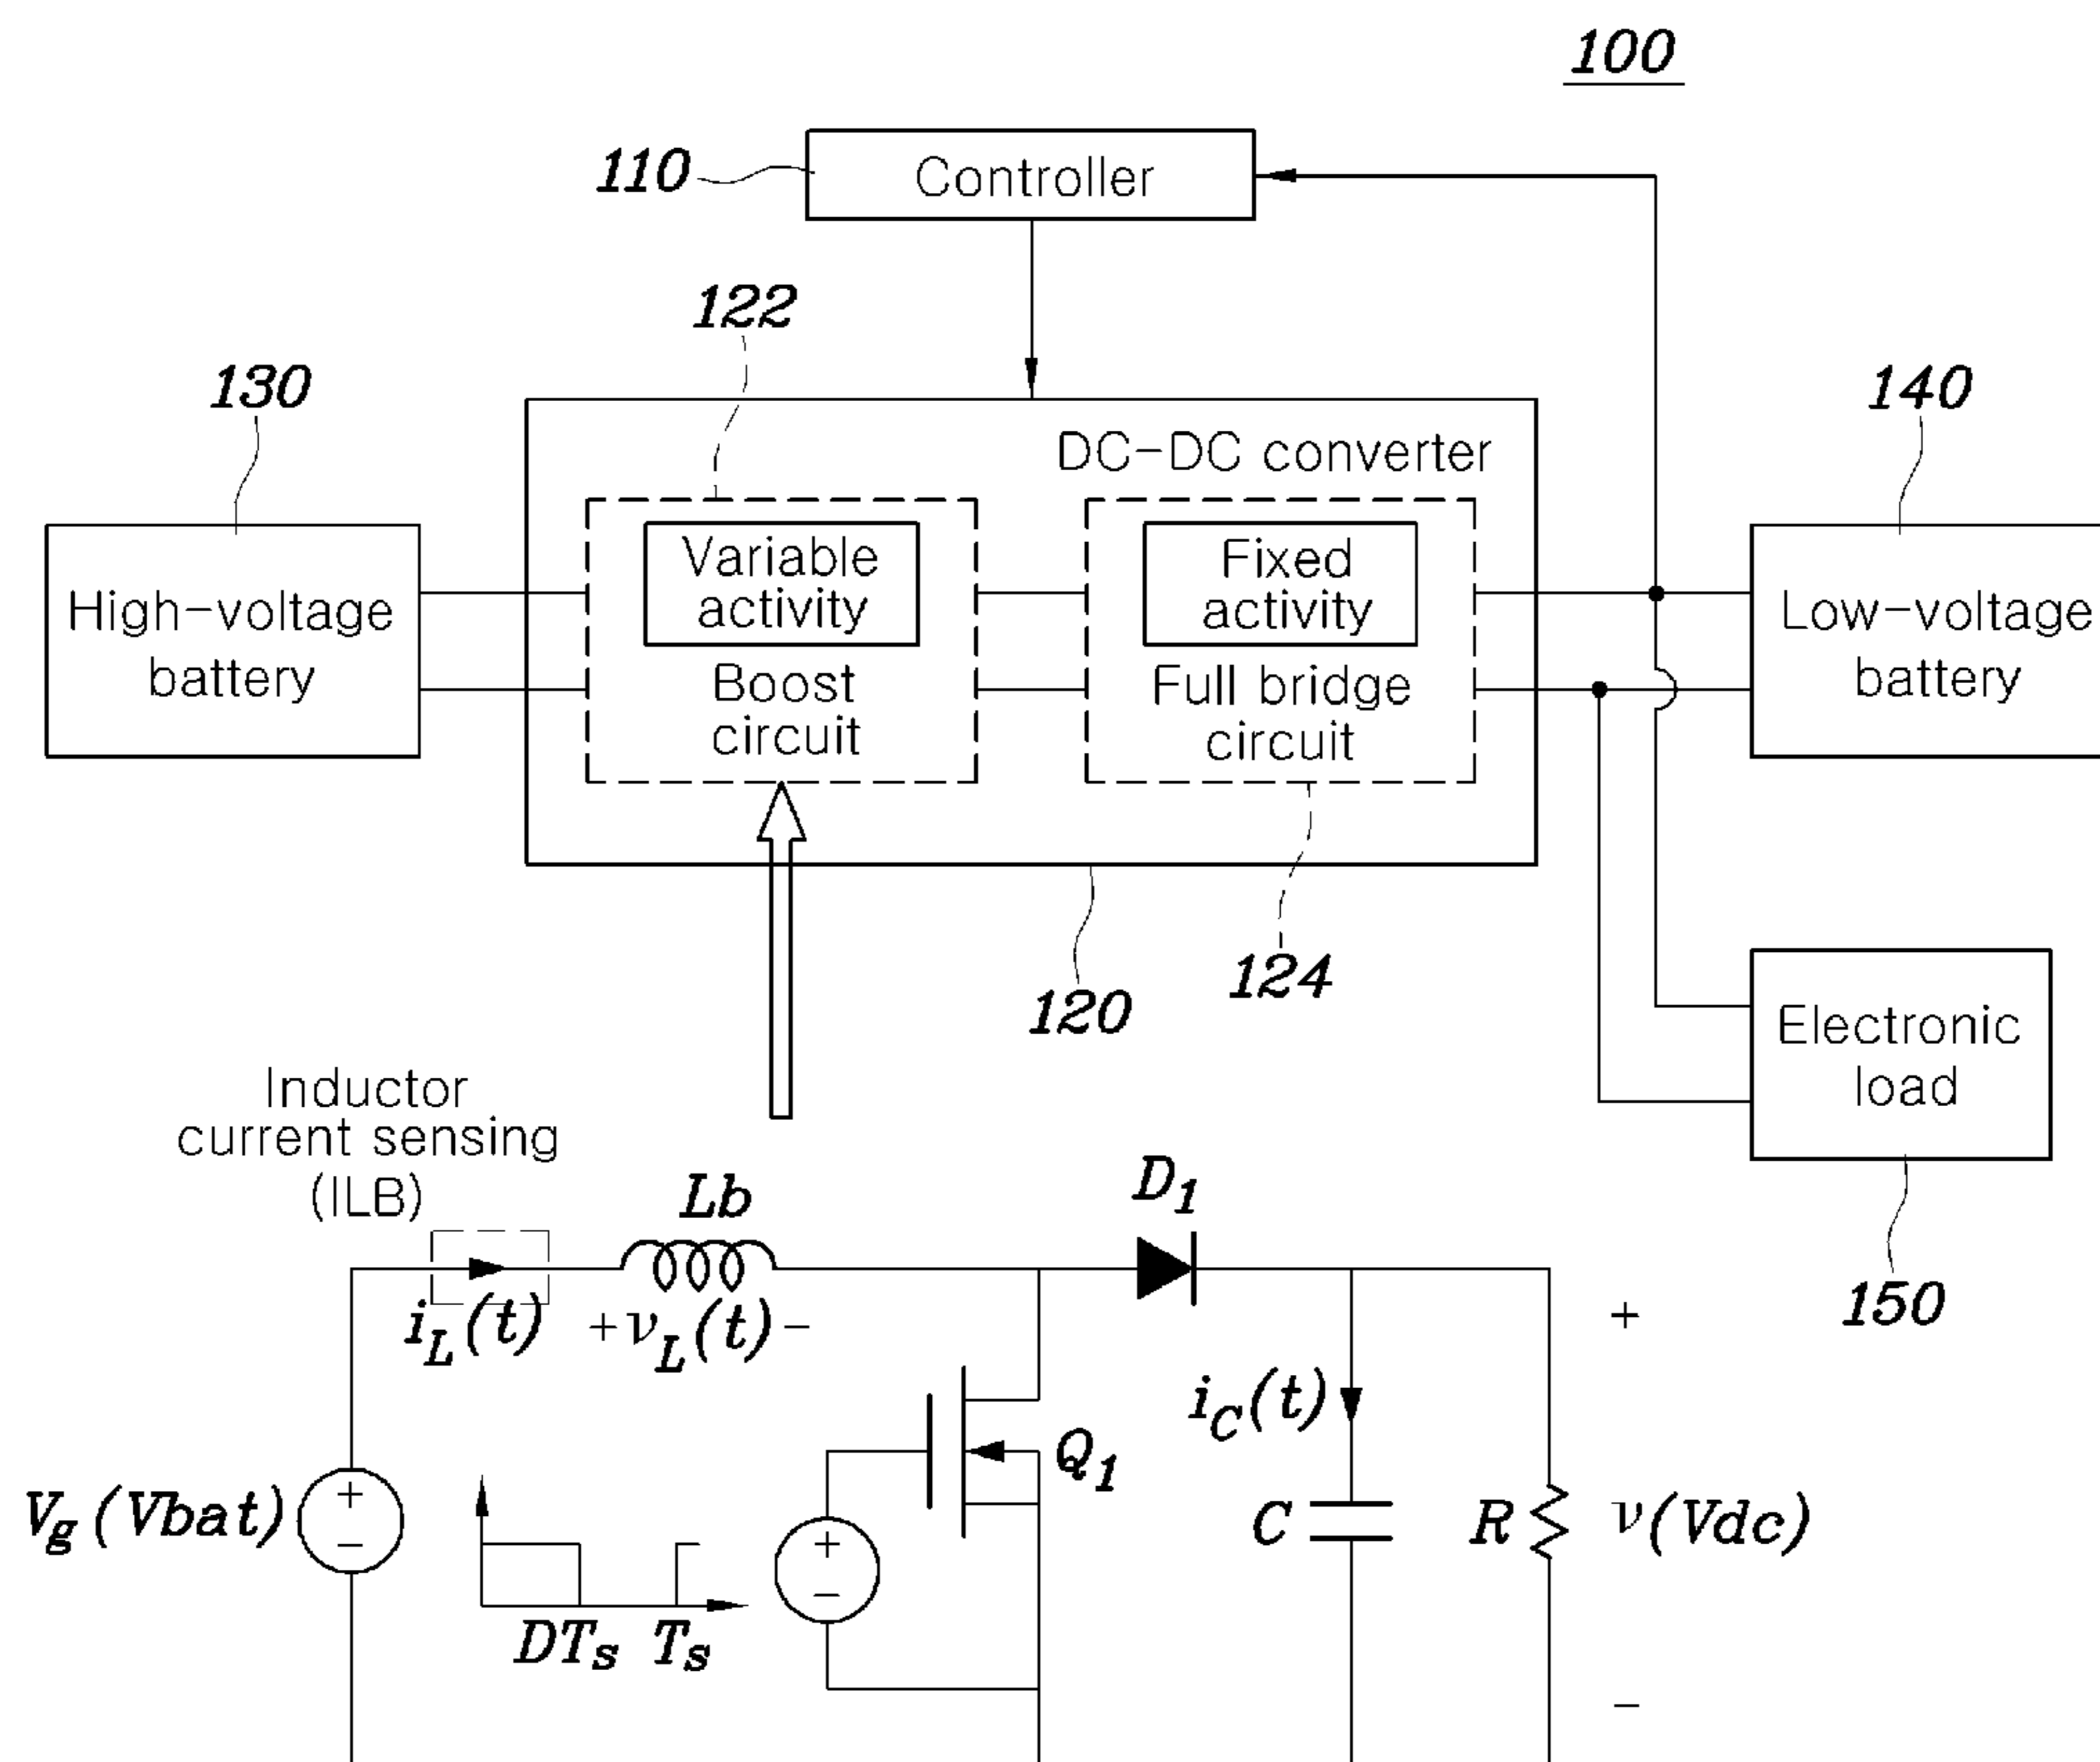 100
110
Controller
122
130
140
DC-DC converter
High-voltage
battery
Variable
activity
Boost
circuit
Fixed
activity
Full bridge
circuit
Low-voltage
battery
120
124
Electronic
load
150
Inductor
current sensing
(ILB)
Lb
D1
iL(t)
+νL(t)-
+
iC(t)
Q1
Vg(Vbat)
+
-
+
-
C
R
ν(Vdc)
DTs Ts
-